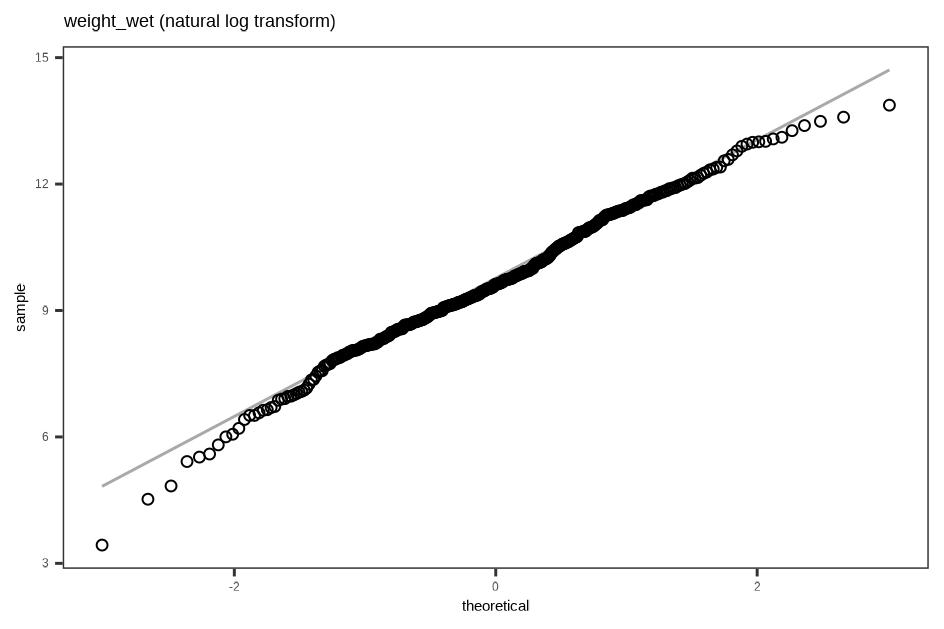 weight_wet (natural log transform)
15
12
9
6
3
sample
-2
0
2
theoretical